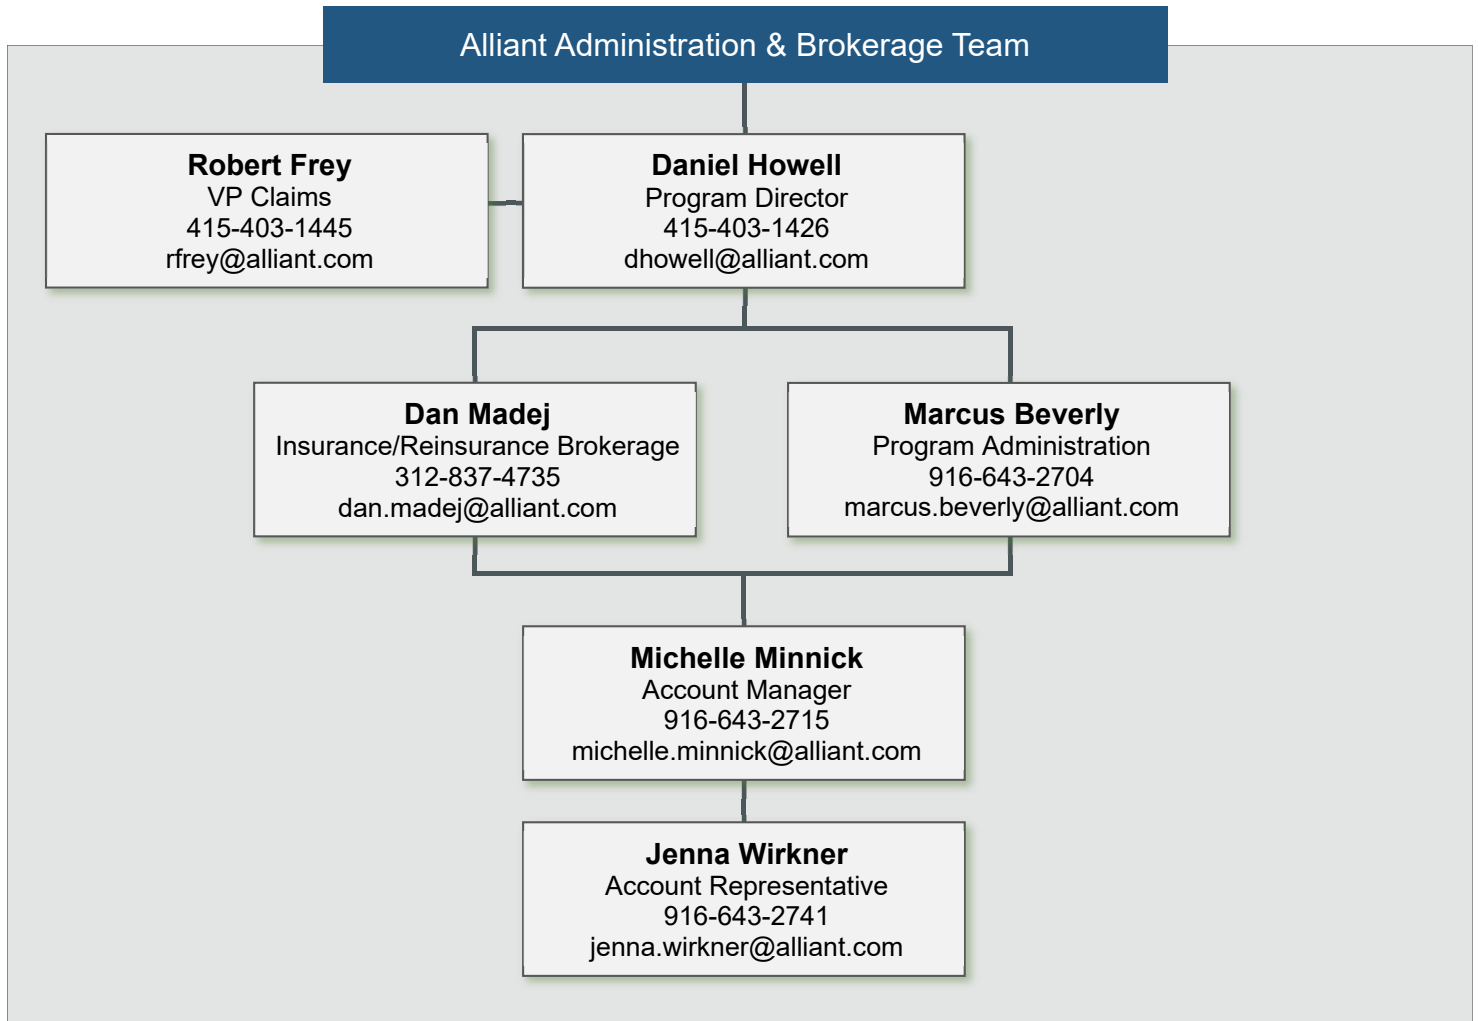 Alliant Administration & Brokerage Team
Robert Frey
VP Claims
415-403-1445
rfrey@alliant.com
Daniel Howell
Program Director
415-403-1426
dhowell@alliant.com
Dan Madej
Insurance/Reinsurance Brokerage
312-837-4735
dan.madej@alliant.com
Marcus Beverly
Program Administration
916-643-2704
marcus.beverly@alliant.com
Michelle Minnick
Account Manager
916-643-2715
michelle.minnick@alliant.com
Jenna Wirkner
Account Representative
916-643-2741
jenna.wirkner@alliant.com